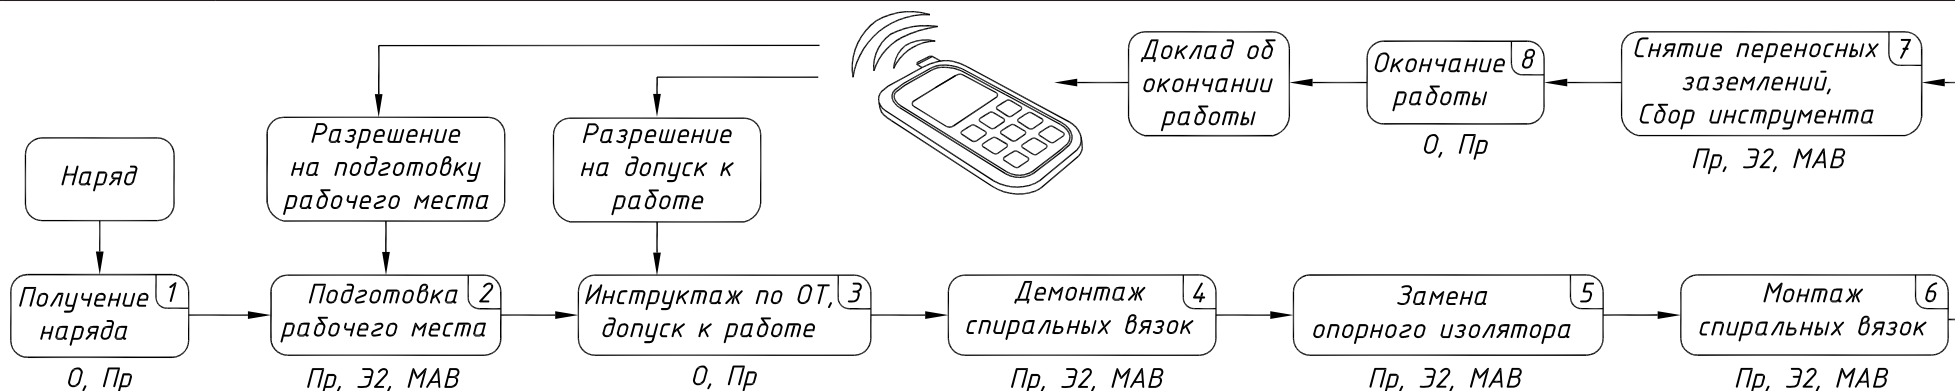 Наряд
Разрешение
на подготовку
рабочего места
Разрешение
на допуск к
работе
Доклад об
окончании
работы
Окончание
работы
8
О, Пр
Снятие переносных
заземлений,
Сбор инструмента
7
Пр, Э2, МАВ
Получение
наряда
1
О, Пр
Подготовка
рабочего места
2
Пр, Э2, МАВ
Инструктаж по ОТ,
допуск к работе
3
О, Пр
Демонтаж
спиральных вязок
4
Пр, Э2, МАВ
Замена
опорного изолятора
5
Пр, Э2, МАВ
Монтаж
спиральных вязок
6
Пр, Э2, МАВ